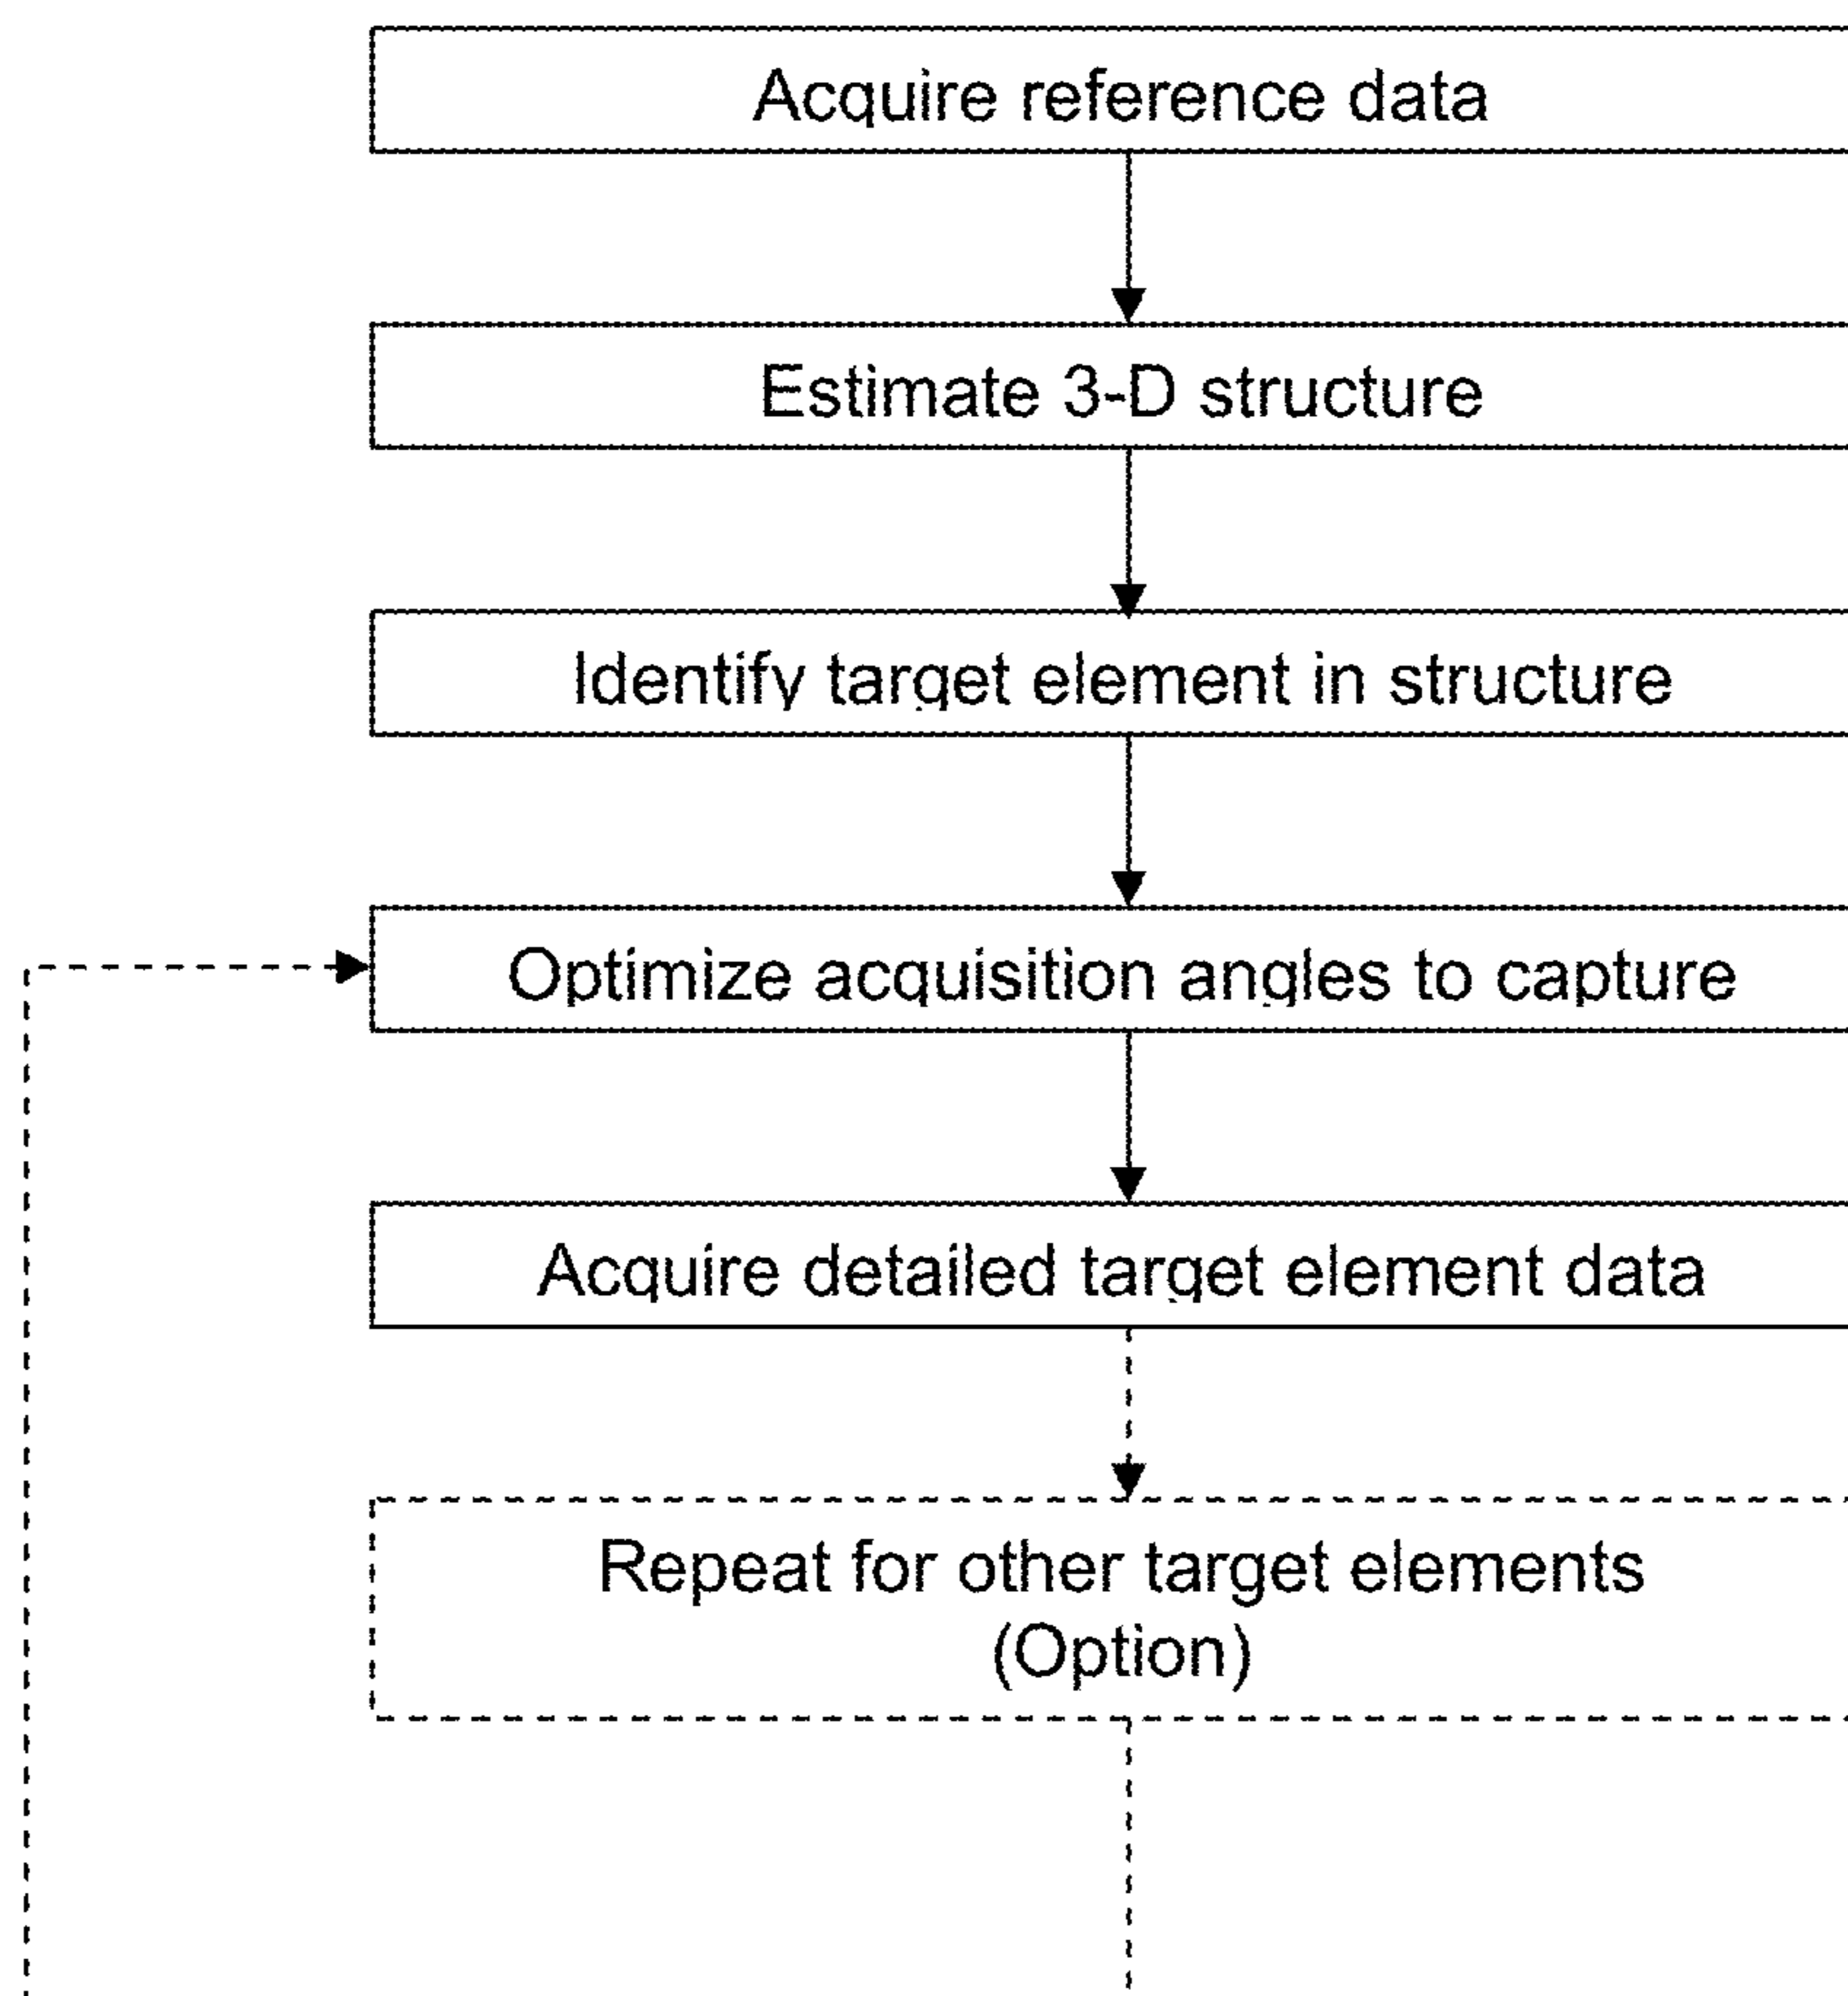 Acquire reference data
Estimate 3-D structure
Identify target element in structure
Optimize acquisition angles to capture
Acquire detailed target element data
Repeat for other target elements
(Option)